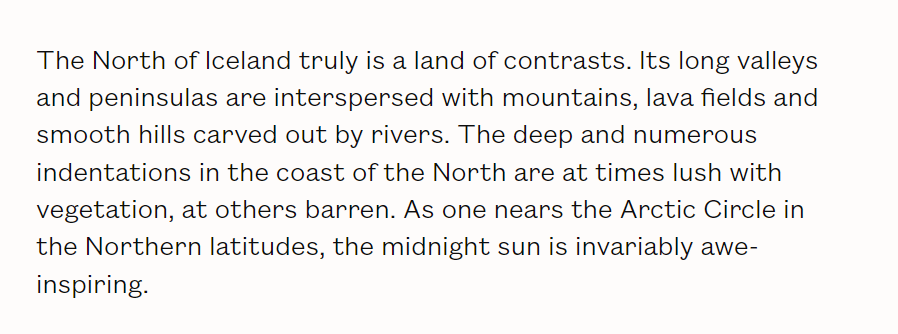 The North of Iceland truly is a land of contrasts. Its long valleys
and peninsulas are interspersed with mountains, lava fields and
smooth hills carved out by rivers. The deep and numerous
indentations in the coast of the North are at times lush with
vegetation, at others barren. As one nears the Arctic Circle in
the Northern latitudes, the midnight sun is invariably awe-
inspiring.